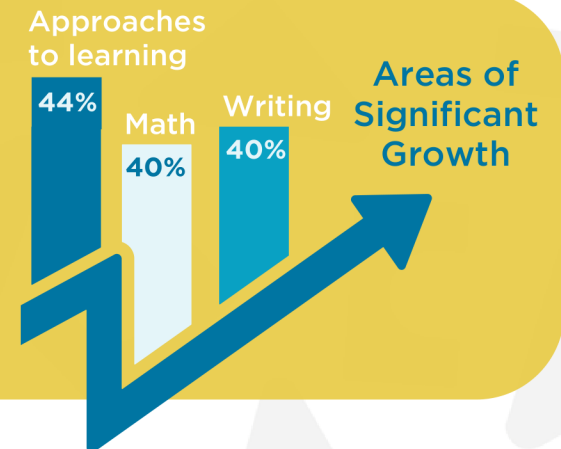 Approaches
to learning
44%
Math
40%
Writing
40%
Areas of
Significant
Growth